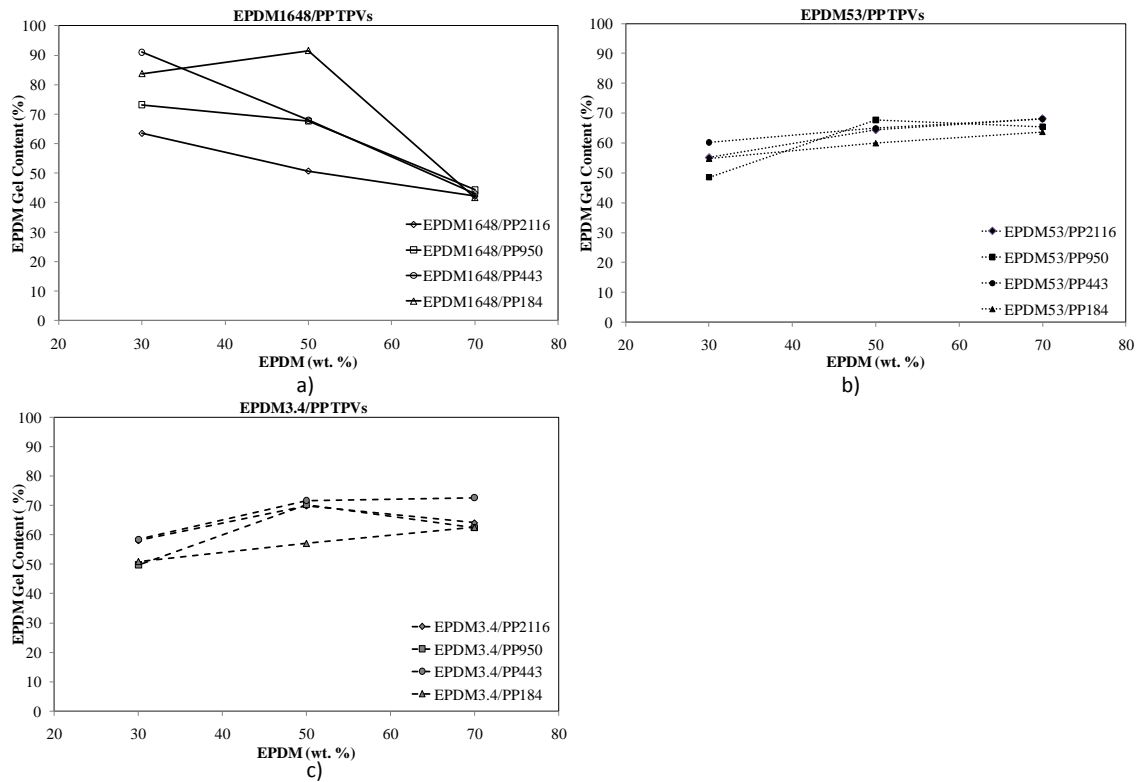 EPDM1648/PP TPVs
100
90
80
70
60
50
40
30
20
10
0
EPDM Gel Content (%)
20 30 40 50 60 70 80
EPDM (wt. %)
EPDM1648/PP2116
EPDM1648/PP950
EPDM1648/PP443
EPDM1648/PP184
a)
EPDM53/PP TPVs
100
90
80
70
60
50
40
30
20
10
0
EPDM Gel Content (%)
20 30 40 50 60 70 80
EPDM (wt. %)
EPDM53/PP2116
EPDM53/PP950
EPDM53/PP443
EPDM53/PP184
b)
EPDM3.4/PP TPVs
100
90
80
70
60
50
40
30
20
10
0
EPDM Gel Content ( %)
20 30 40 50 60 70 80
EPDM (wt. %)
EPDM3.4/PP2116
EPDM3.4/PP950
EPDM3.4/PP443
EPDM3.4/PP184
c)